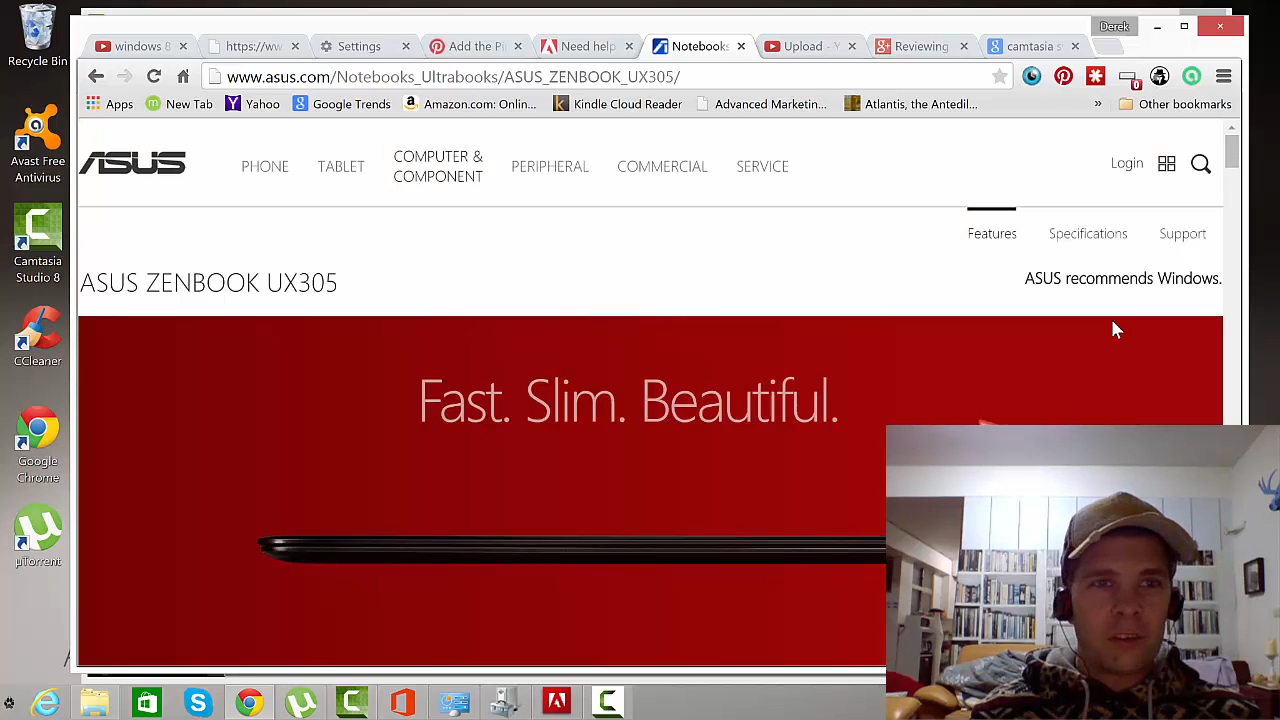 Recycle Bin
Avast Free
Antivirus
Camtasia
Studio 8
CCleaner
Google
Chrome
µTorrent
Derek
windows 8
https://ww
Settings
Add the Pi
Need help
Notebooks
Upload - Y
Reviewing
camtasia s
www.asus.com/Notebooks_Ultrabooks/ASUS_ZENBOOK_UX305/
0
Apps
New Tab
Yahoo
Google Trends
Amazon.com: Onlin...
Kindle Cloud Reader
Advanced Marketin...
Atlantis, the Antedil...
»
Other bookmarks
ASUS
PHONE
TABLET
COMPUTER &
COMPONENT
PERIPHERAL
COMMERCIAL
SERVICE
Login
Features
Specifications
Support
ASUS ZENBOOK UX305
ASUS recommends Windows.
Fast. Slim. Beautiful.